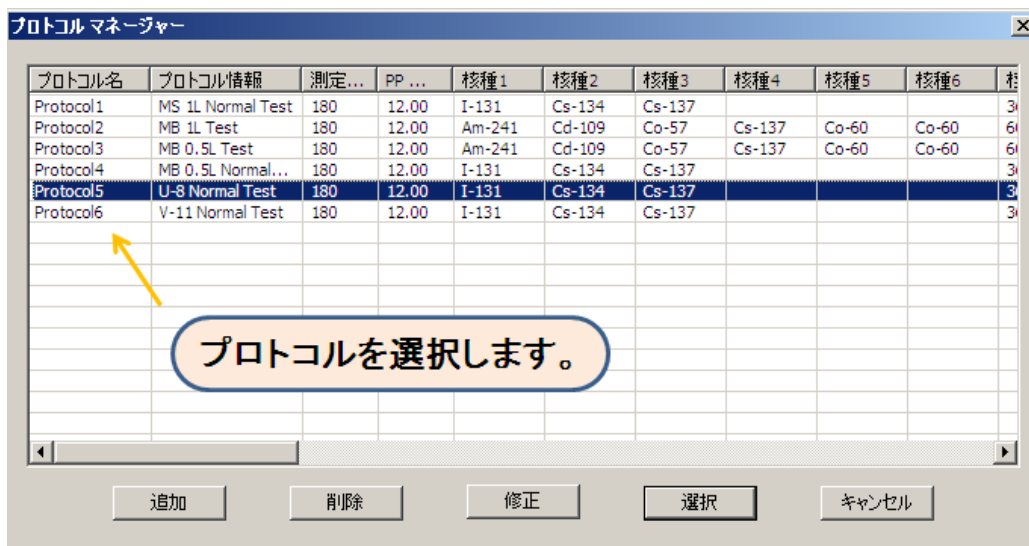 プロトコル マネージャー
プロトコル名 プロトコル情報 測定... PP ... 核種1 核種2 核種3 核種4 核種5 核種6
Protocol1 MS 1L Normal Test 180 12.00 I-131 Cs-134 Cs-137
Protocol2 MB 1L Test 180 12.00 Am-241 Cd-109 Co-57 Cs-137 Co-60 Co-60
Protocol3 MB 0.5L Test 180 12.00 Am-241 Cd-109 Co-57 Cs-137 Co-60 Co-60
Protocol4 MB 0.5L Normal... 180 12.00 I-131 Cs-134 Cs-137
Protocol5 U-8 Normal Test 180 12.00 I-131 Cs-134 Cs-137
Protocol6 V-11 Normal Test 180 12.00 I-131 Cs-134 Cs-137
プロトコルを選択します。
追加 削除 修正 選択 キャンセル